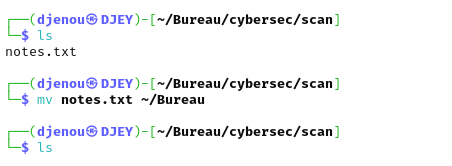 ┌──(djenou㉿DJEY)-[~/Bureau/cybersec/scan]
└─$ ls
notes.txt
┌──(djenou㉿DJEY)-[~/Bureau/cybersec/scan]
└─$ mv notes.txt ~/Bureau
┌──(djenou㉿DJEY)-[~/Bureau/cybersec/scan]
└─$ ls